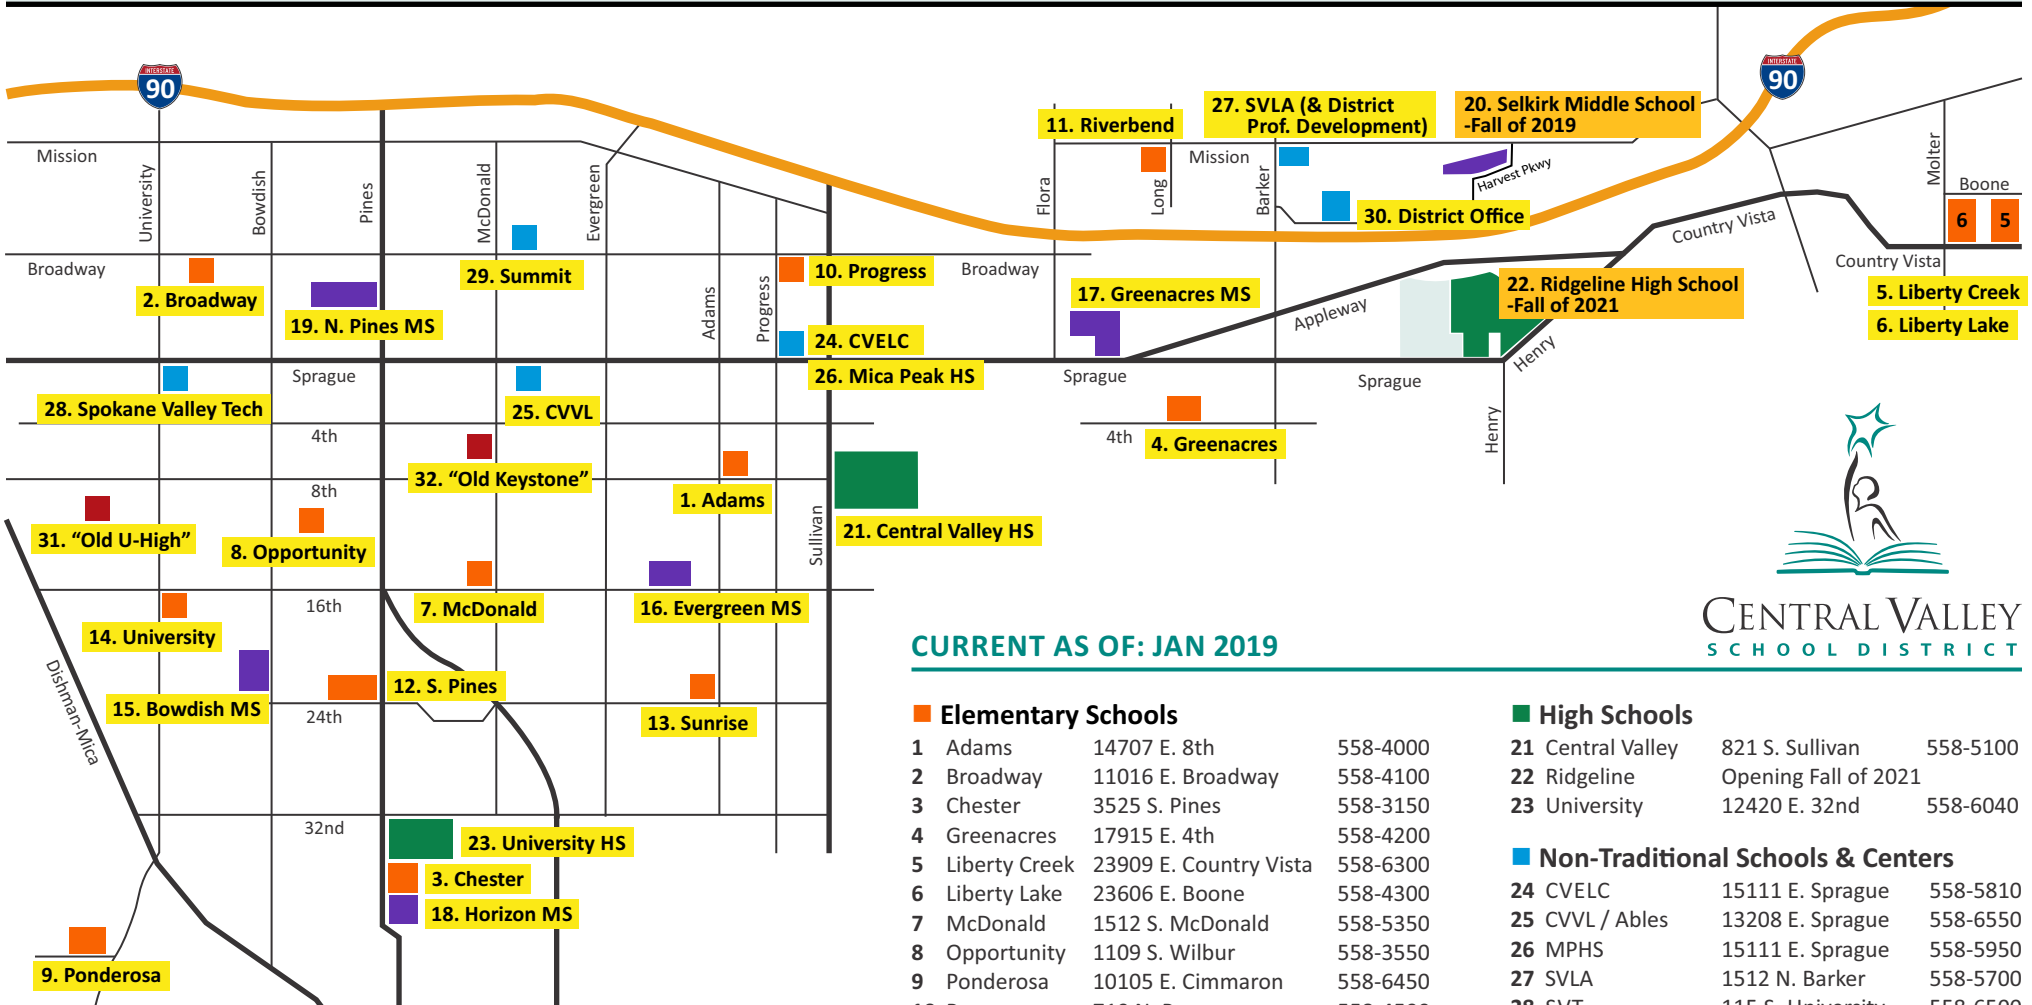 INTERSTATE
90
INTERSTATE
90
27. SVLA (& District
Prof. Development)
20. Selkirk Middle School
-Fall of 2019
11. Riverbend
Mission
Mission
Harvest Pkwy
University
Bowdish
Pines
McDonald
Evergreen
Flora
Long
Barker
Molter
Boone
6
5
30. District Office
Country Vista
Country Vista
Broadway
2. Broadway
29. Summit
10. Progress
Broadway
17. Greenacres MS
22. Ridgeline High School
-Fall of 2021
5. Liberty Creek
6. Liberty Lake
19. N. Pines MS
Adams
Progress
24. CVELC
Appleway
Henry
Sprague
26. Mica Peak HS
Sprague
Sprague
28. Spokane Valley Tech
25. CVVL
4th
4th
4. Greenacres
Henry
32. "Old Keystone"
8th
1. Adams
31. "Old U-High"
8. Opportunity
Sullivan
21. Central Valley HS
16th
7. McDonald
16. Evergreen MS
14. University
Dishman-Mica
15. Bowdish MS
12. S. Pines
24th
13. Sunrise
32nd
23. University HS
3. Chester
18. Horizon MS
9. Ponderosa
CENTRAL VALLEY
SCHOOL DISTRICT
CURRENT AS OF: JAN 2019
Elementary Schools
1 Adams 14707 E. 8th 558-4000
2 Broadway 11016 E. Broadway 558-4100
3 Chester 3525 S. Pines 558-3150
4 Greenacres 17915 E. 4th 558-4200
5 Liberty Creek 23909 E. Country Vista 558-6300
6 Liberty Lake 23606 E. Boone 558-4300
7 McDonald 1512 S. McDonald 558-5350
8 Opportunity 1109 S. Wilbur 558-3550
9 Ponderosa 10105 E. Cimmaron 558-6450
High Schools
21 Central Valley 821 S. Sullivan 558-5100
22 Ridgeline Opening Fall of 2021
23 University 12420 E. 32nd 558-6040
Non-Traditional Schools & Centers
24 CVELC 15111 E. Sprague 558-5810
25 CVVL / Ables 13208 E. Sprague 558-6550
26 MPHS 15111 E. Sprague 558-5950
27 SVLA 1512 N. Barker 558-5700